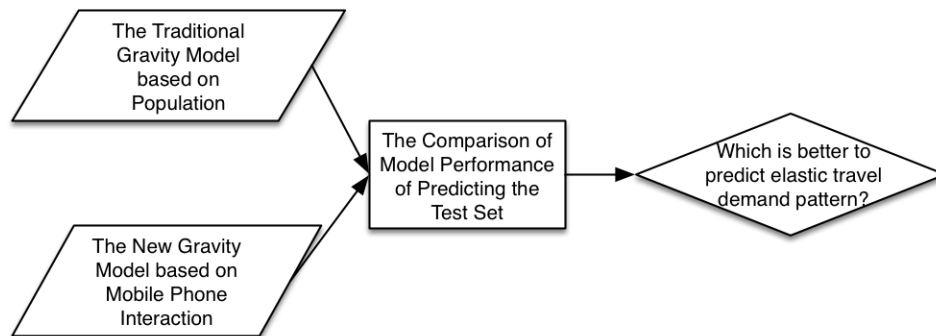 The Traditional
Gravity Model
based on
Population
The New Gravity
Model based on
Mobile Phone
Interaction
The Comparison of
Model Performance
of Predicting the
Test Set
Which is better to
predict elastic travel
demand pattern?